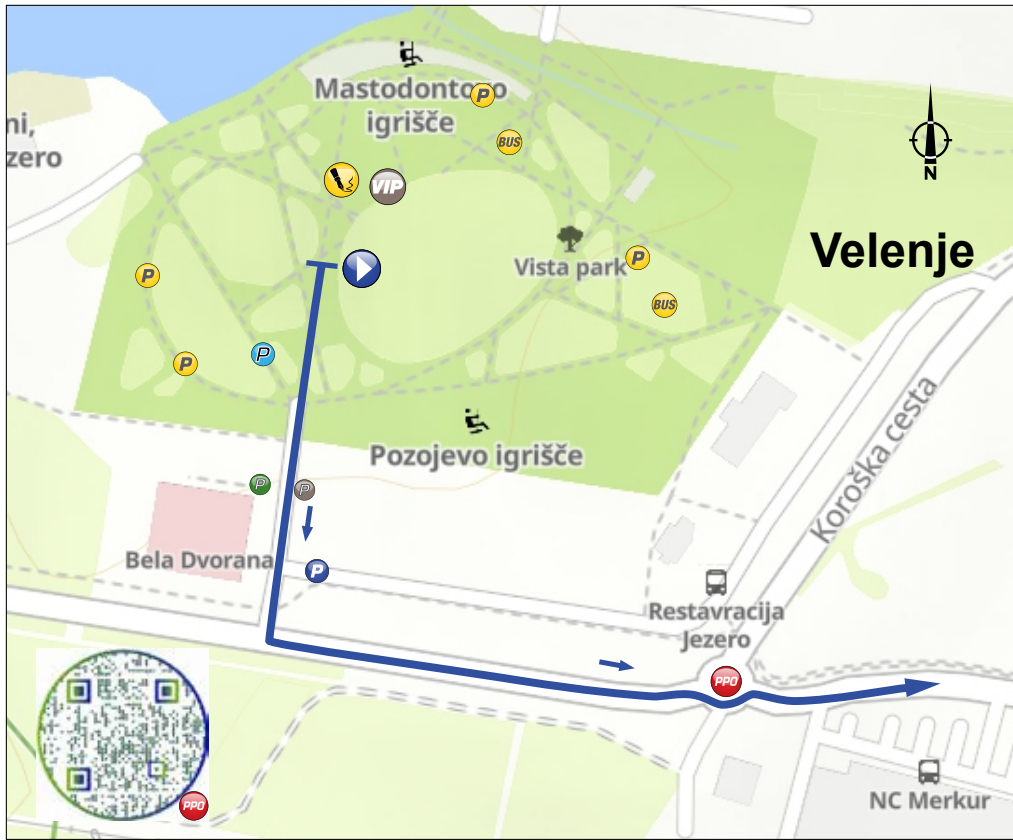 Mastodontovo
igrišče
P
BUS
ni,
zero
VIP
N
Velenje
Vista park
P
BUS
P
P
P
Koroška cesta
Pozojevo igrišče
P
P
Bela Dvorana
P
Restavracija
Jezero
PPO
PPO
NC Merkur